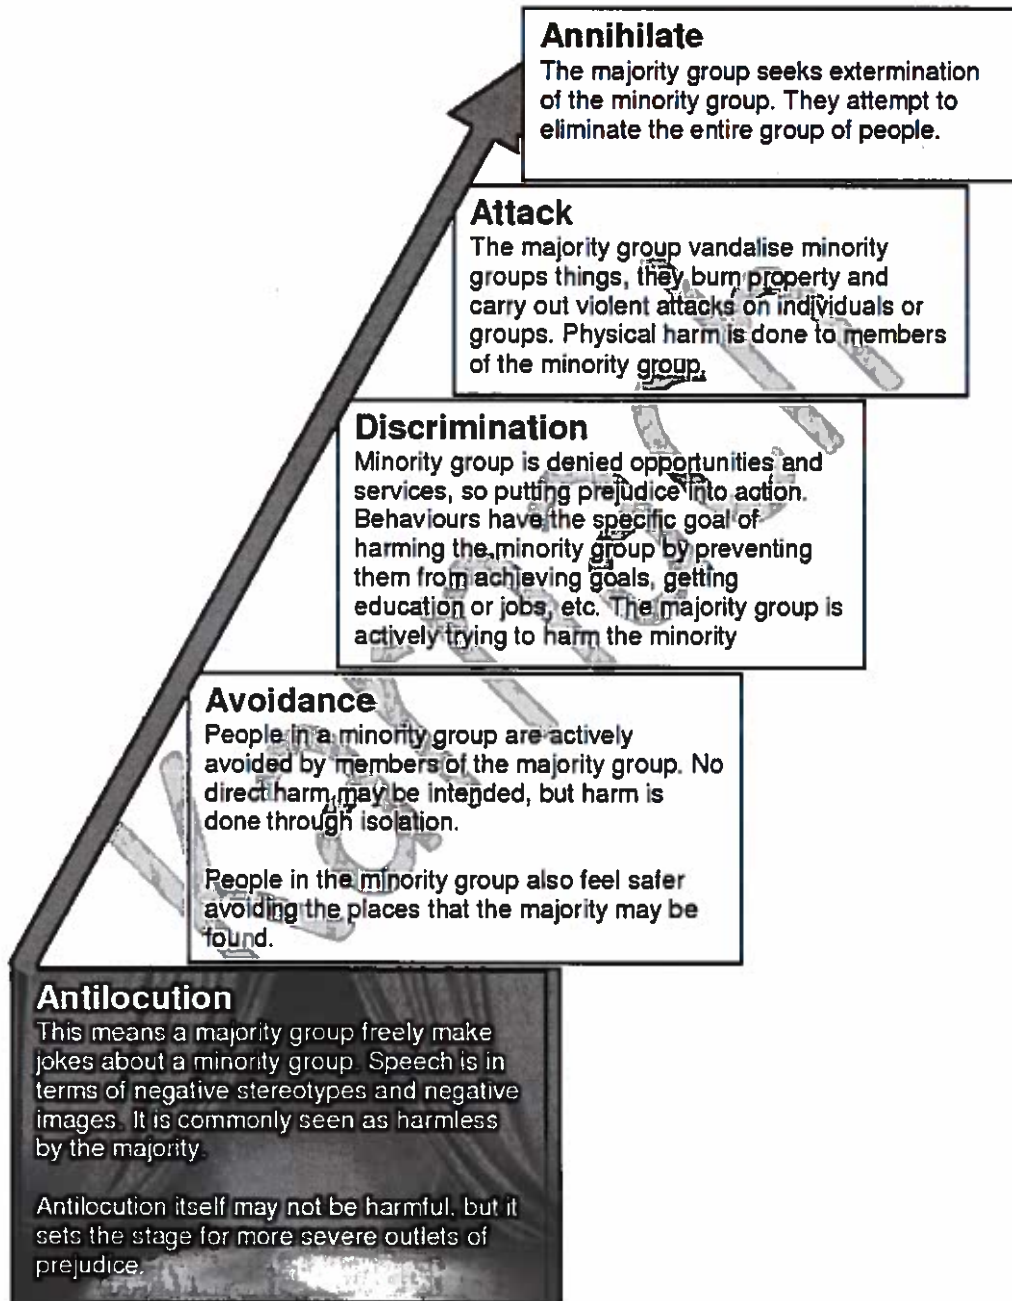 Annihilate
The majority group seeks extermination
of the minority group. They attempt to
eliminate the entire group of people.
Attack
The majority group vandalise minority
groups things, they burn property and
carry out violent attacks on individuals or
groups. Physical harm is done to members
of the minority group.
Discrimination
Minority group is denied opportunities and
services, so putting prejudice into action.
Behaviours have the specific goal of
harming the minority group by preventing
them from achieving goals, getting
education or jobs, etc. The majority group is
actively trying to harm the minority
Avoidance
People in a minority group are actively
avoided by members of the majority group. No
direct harm may be intended, but harm is
done through isolation.
People in the minority group also feel safer
avoiding the places that the majority may be
found.
Antilocution
This means a majority group freely make
jokes about a minority group. Speech is in
terms of negative stereotypes and negative
images. It is commonly seen as harmless
by the majority.
Antilocution itself may not be harmful, but it
sets the stage for more severe outlets of
prejudice.